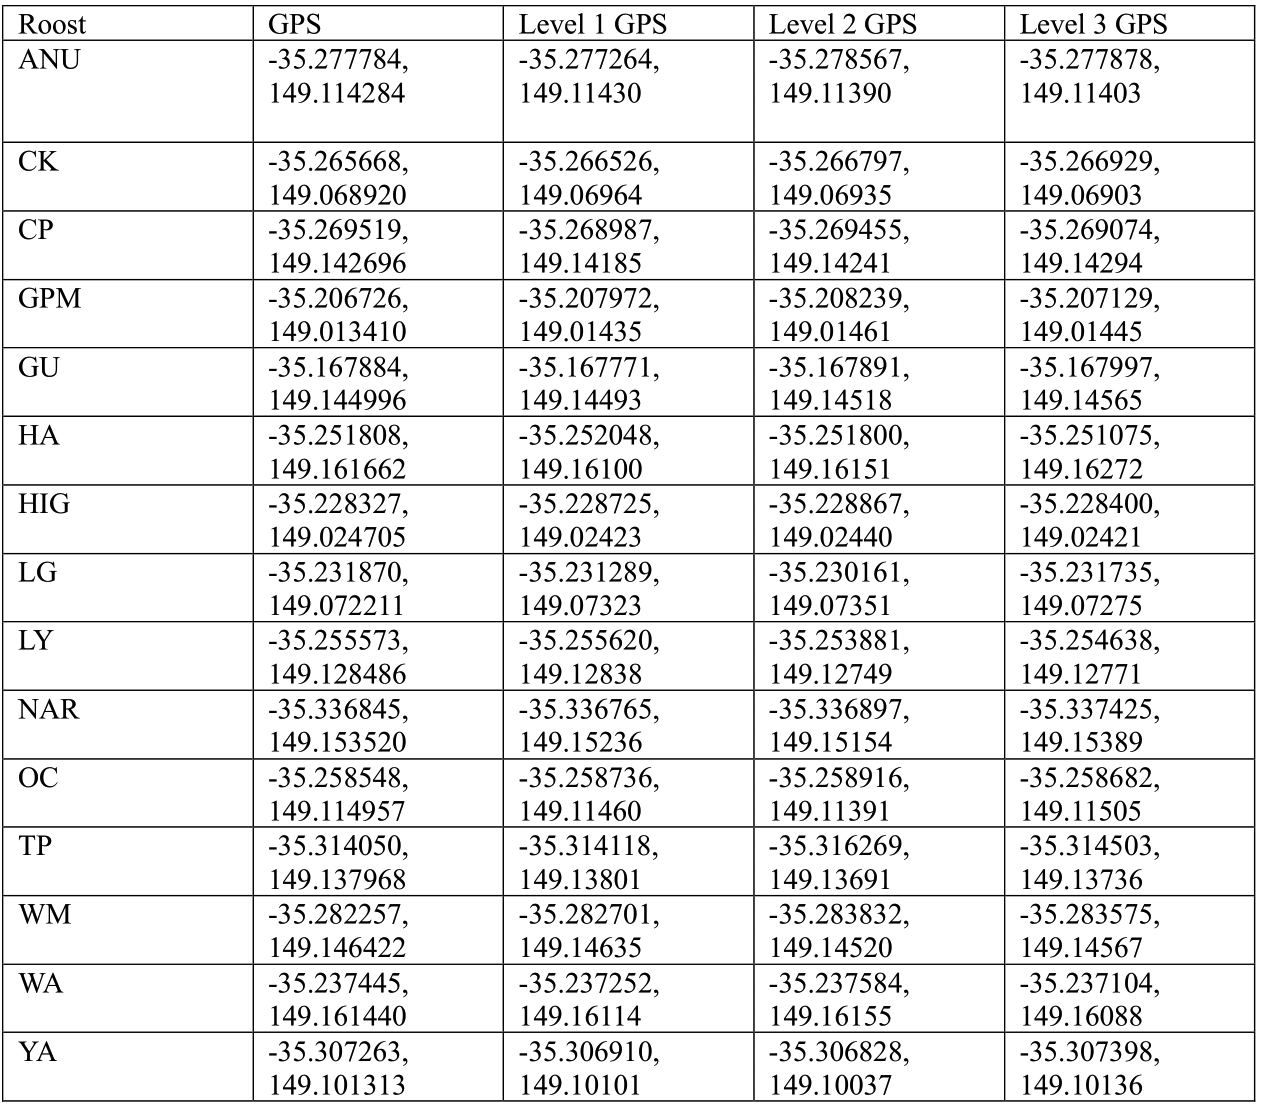 Roost GPS Level 1 GPS Level 2 GPS Level 3 GPS
ANU -35.277784, -35.277264, -35.278567, -35.277878,
149.114284 149.11430 149.11390 149.11403
CK -35.265668, -35.266526, -35.266797, -35.266929,
149.068920 149.06964 149.06935 149.06903
CP -35.269519, -35.268987, -35.269455, -35.269074,
149.142696 149.14185 149.14241 149.14294
GPM -35.206726, -35.207972, -35.208239, -35.207129,
149.013410 149.01435 149.01461 149.01445
GU -35.167884, -35.167771, -35.167891, -35.167997,
149.144996 149.14493 149.14518 149.14565
HA -35.251808, -35.252048, -35.251800, -35.251075,
149.161662 149.16100 149.16151 149.16272
HIG -35.228327, -35.228725, -35.228867, -35.228400,
149.024705 149.02423 149.02440 149.02421
LG -35.231870, -35.231289, -35.230161, -35.231735,
149.072211 149.07323 149.07351 149.07275
LY -35.255573, -35.255620, -35.253881, -35.254638,
149.128486 149.12838 149.12749 149.12771
NAR -35.336845, -35.336765, -35.336897, -35.337425,
149.153520 149.15236 149.15154 149.15389
OC -35.258548, -35.258736, -35.258916, -35.258682,
149.114957 149.11460 149.11391 149.11505
TP -35.314050, -35.314118, -35.316269, -35.314503,
149.137968 149.13801 149.13691 149.13736
WM -35.282257, -35.282701, -35.283832, -35.283575,
149.146422 149.14635 149.14520 149.14567
WA -35.237445, -35.237252, -35.237584, -35.237104,
149.161440 149.16114 149.16155 149.16088
YA -35.307263, -35.306910, -35.306828, -35.307398,
149.101313 149.10101 149.10037 149.10136